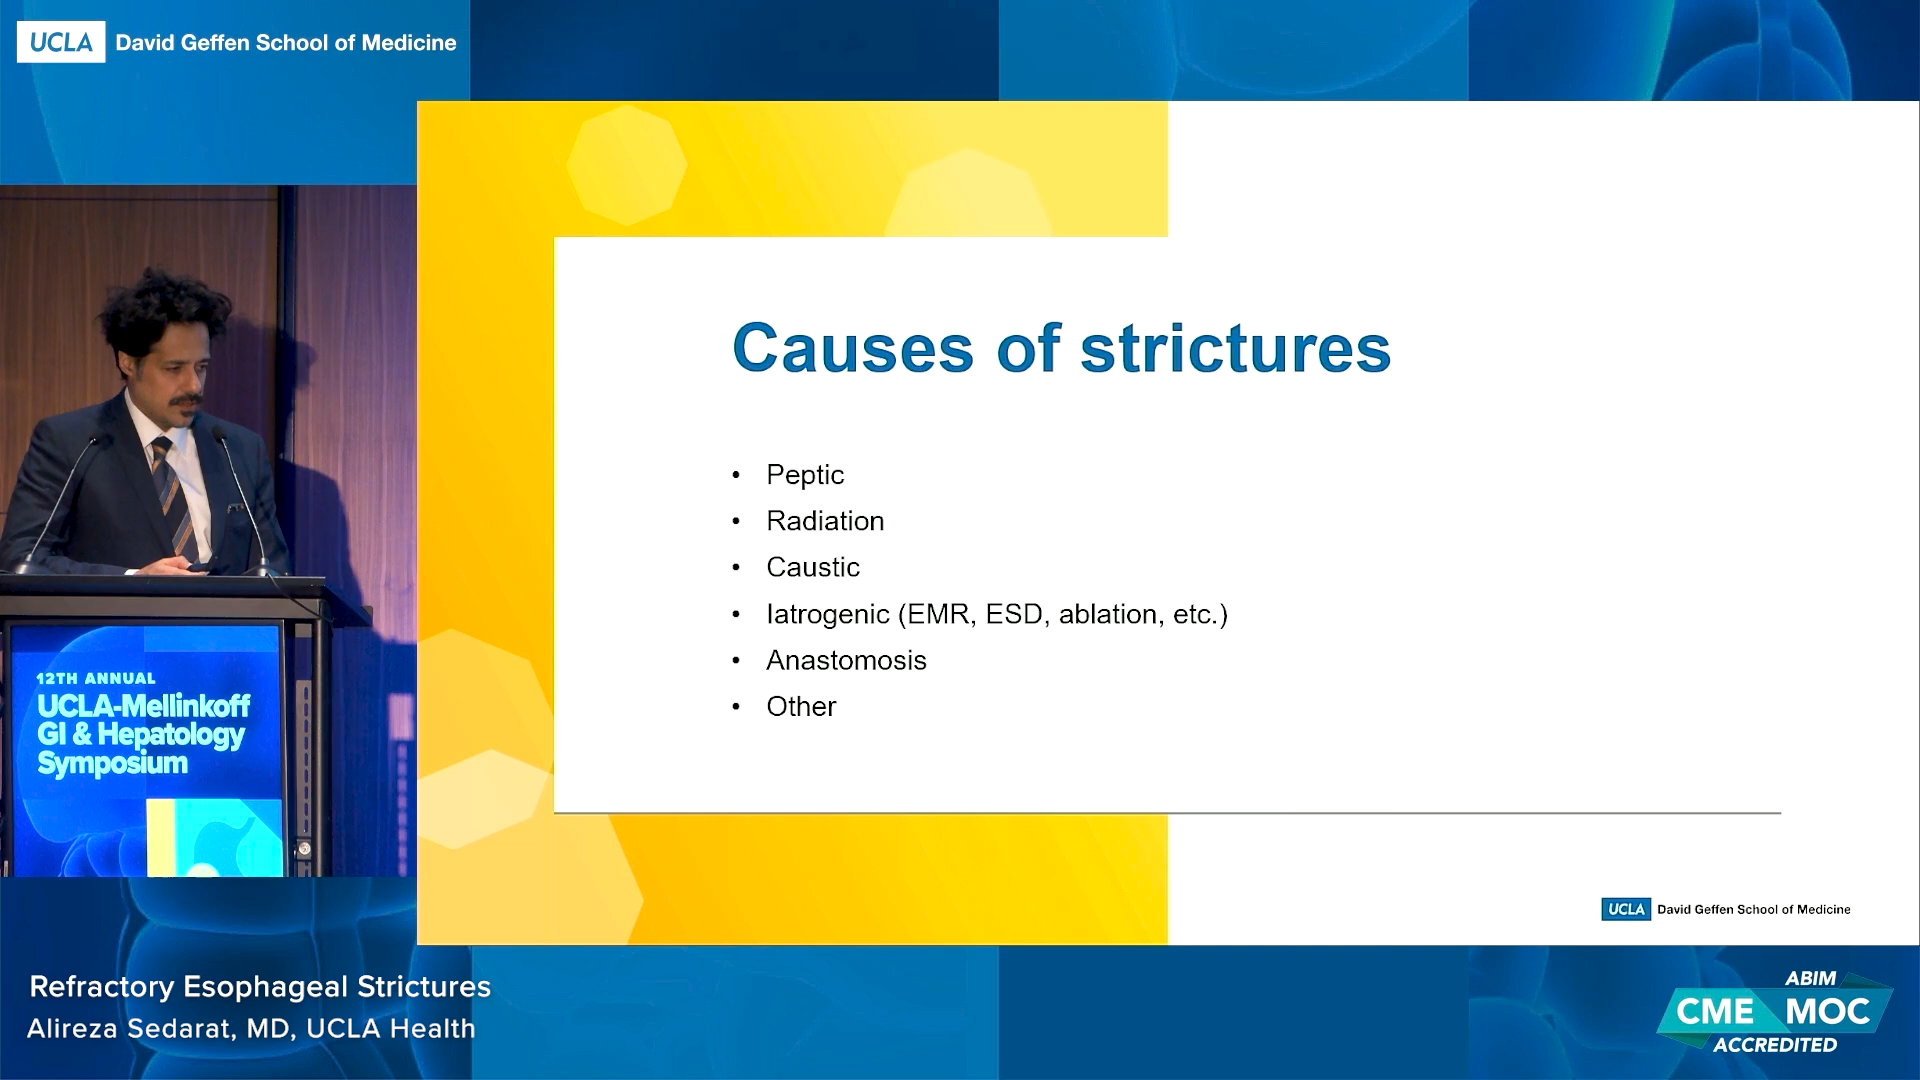 UCLA David Geffen School of Medicine
Causes of strictures
• Peptic
• Radiation
• Caustic
• Iatrogenic (EMR, ESD, ablation, etc.)
• Anastomosis
• Other
12TH ANNUAL
UCLA-Mellinkoff
GI & Hepatology
Symposium
UCLA David Geffen School of Medicine
Refractory Esophageal Strictures
Alireza Sedarat, MD, UCLA Health
ABIM
CME MOC
ACCREDITED